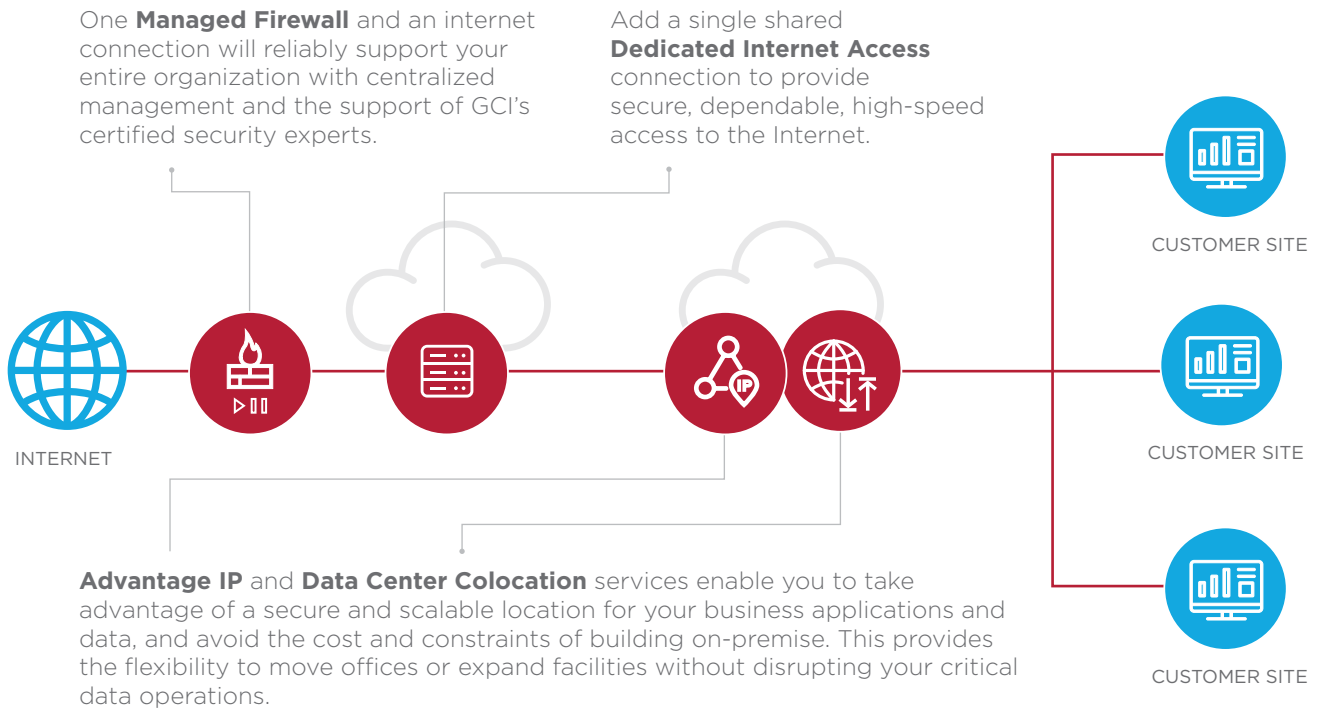 One Managed Firewall and an internet
connection will reliably support your
entire organization with centralized
management and the support of GCI's
certified security experts.
Add a single shared
Dedicated Internet Access
connection to provide
secure, dependable, high-speed
access to the Internet.
CUSTOMER SITE
IP
INTERNET
CUSTOMER SITE
Advantage IP and Data Center Colocation services enable you to take
advantage of a secure and scalable location for your business applications and
data, and avoid the cost and constraints of building on-premise. This provides
the flexibility to move offices or expand facilities without disrupting your critical
data operations.
CUSTOMER SITE